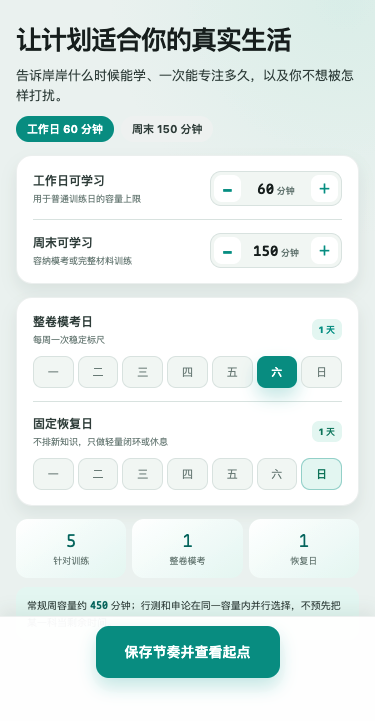 让计划适合你的真实生活
告诉岸岸什么时候能学、一次能专注多久，以及你不想被怎
样打扰。
工作日 60 分钟 周末 150 分钟
工作日可学习
用于普通训练日的容量上限
− 60 分钟 +
周末可学习
容纳模考或完整材料训练
− 150 分钟 +
整卷模考日
每周一次稳定标尺
1 天
一 二 三 四 五 六 日
固定恢复日
不排新知识，只做轻量闭环或休息
1 天
一 二 三 四 五 六 日
5 1 1
针对训练 整卷模考 恢复日
常规周容量约 450 分钟；行测和申论在同一容量内并行选择，不预先把
保存节奏并查看起点